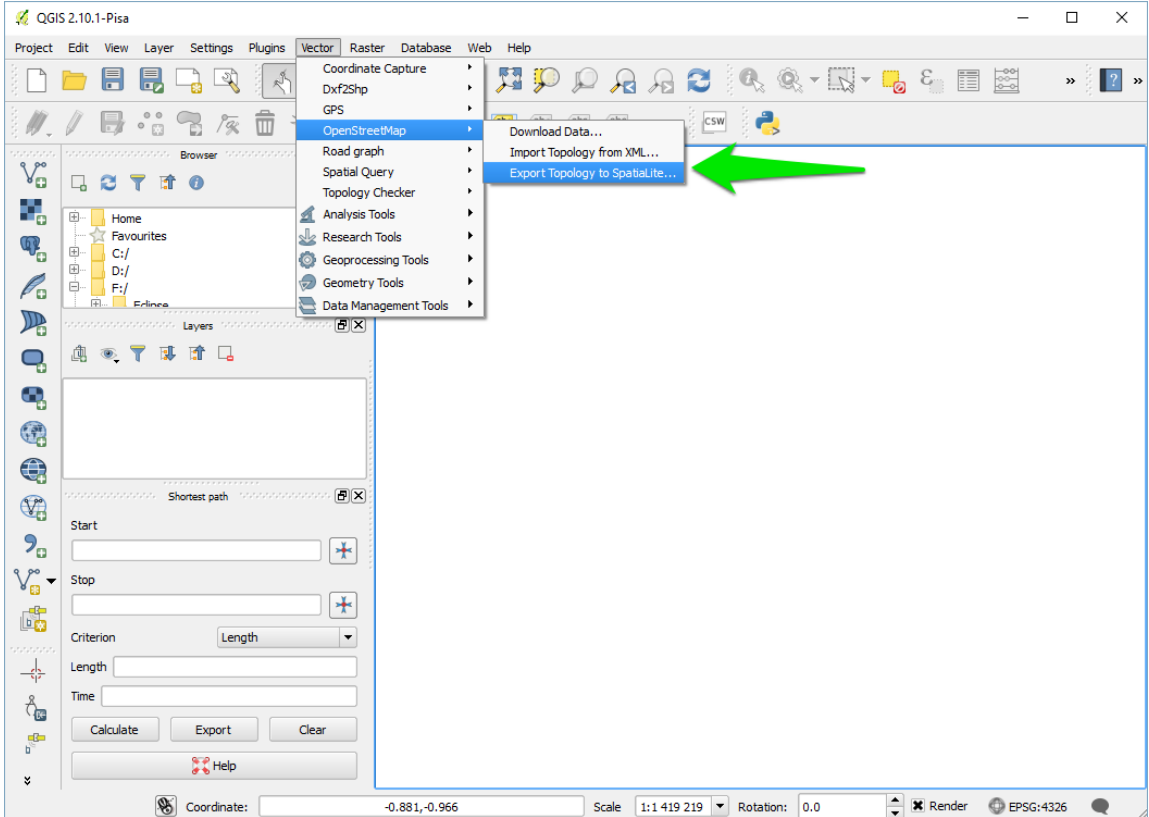 QGIS 2.10.1-Pisa
Project Edit View Layer Settings Plugins Vector Raster Database Web Help
Coordinate Capture
Dxf2Shp
GPS
OpenStreetMap
Road graph
Spatial Query
Topology Checker
Analysis Tools
Research Tools
Geoprocessing Tools
Geometry Tools
Data Management Tools
Download Data...
Import Topology from XML...
Export Topology to SpatiaLite...
CSW
Browser
Home
Favourites
C:/
D:/
F:/
Eclipse
Layers
Shortest path
Start
Stop
Criterion Length
Length
Time
Calculate Export Clear
Help
Coordinate: -0.881,-0.966 Scale 1:1 419 219 Rotation: 0.0 Render EPSG:4326